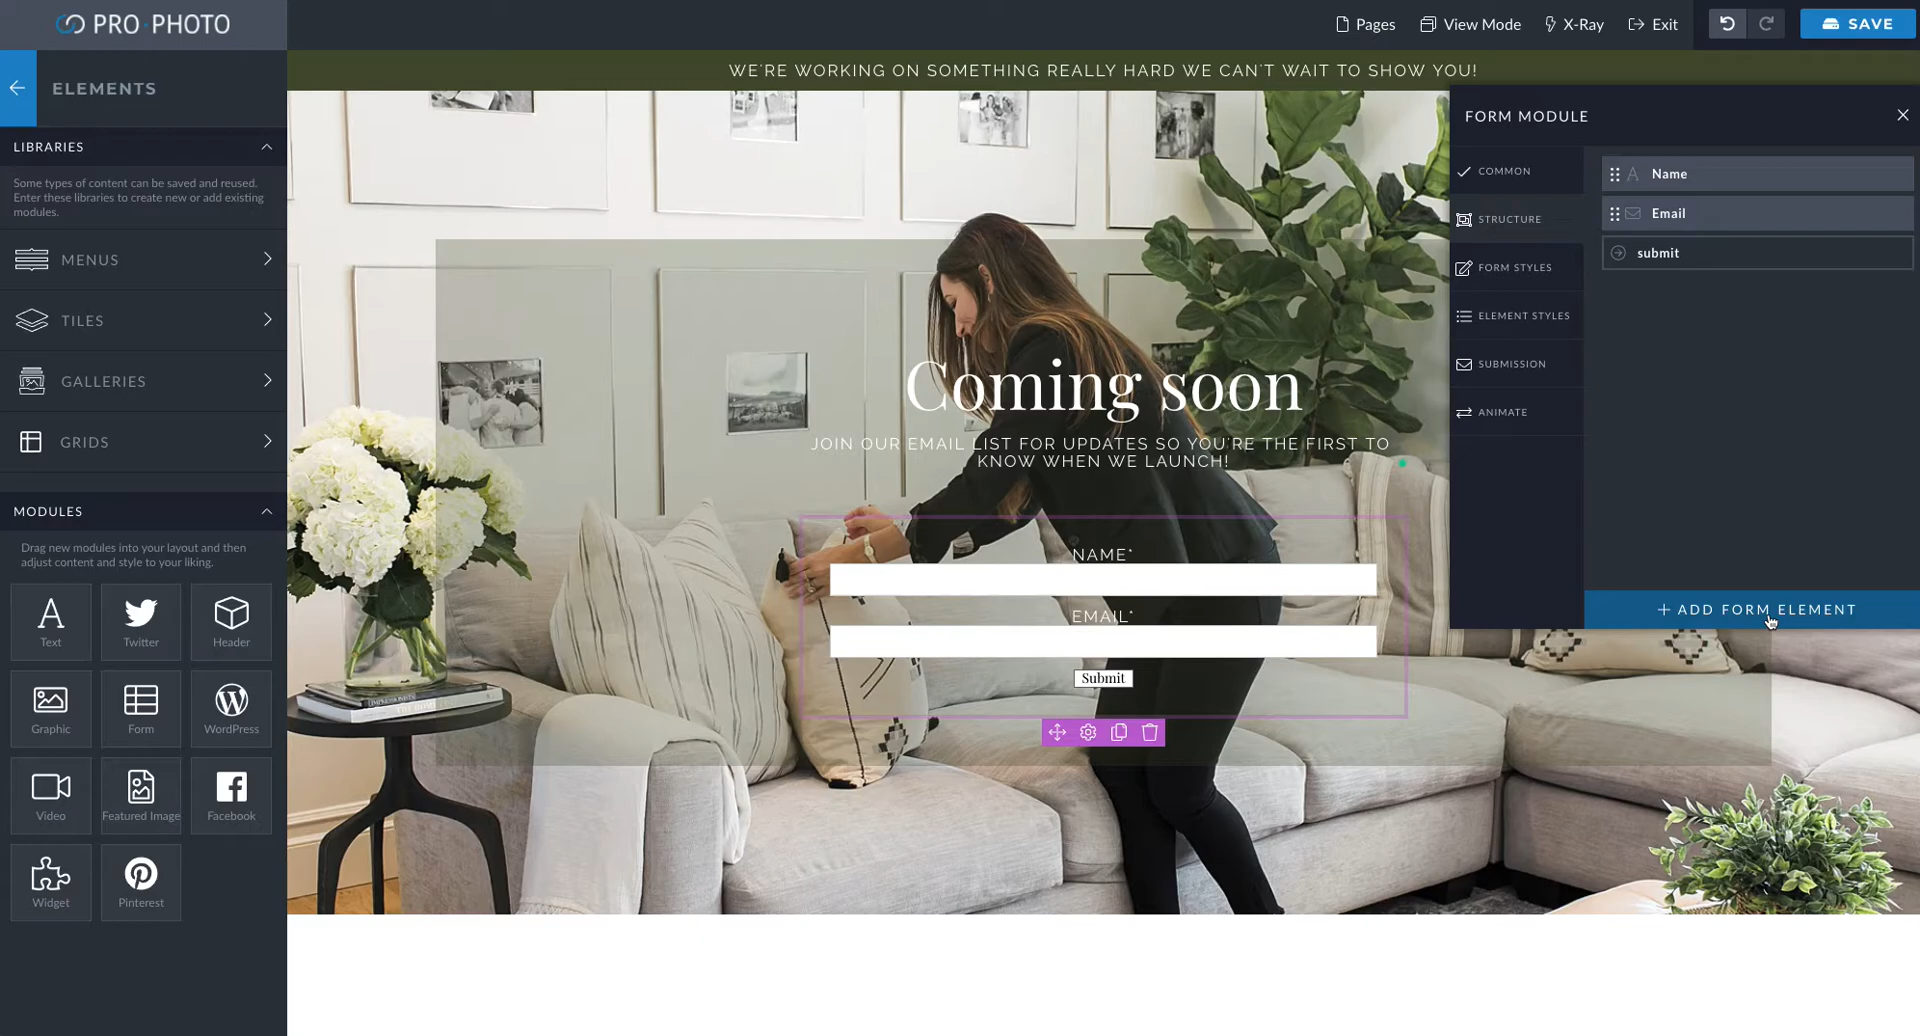 PRO·PHOTO
Pages
View Mode
X-Ray
Exit
SAVE
ELEMENTS
LIBRARIES
Some types of content can be saved and reused.
Enter these libraries to create new or add existing
modules.
MENUS
TILES
GALLERIES
GRIDS
MODULES
Drag new modules into your layout and then
adjust content and style to your liking.
Text
Twitter
Header
Graphic
Form
WordPress
Video
Featured Image
Facebook
Widget
Pinterest
WE'RE WORKING ON SOMETHING REALLY HARD WE CAN'T WAIT TO SHOW YOU!
Coming soon
JOIN OUR EMAIL LIST FOR UPDATES SO YOU'RE THE FIRST TO
KNOW WHEN WE LAUNCH!
NAME*
EMAIL*
Submit
FORM MODULE
COMMON
STRUCTURE
FORM STYLES
ELEMENT STYLES
SUBMISSION
ANIMATE
Name
Email
submit
+ ADD FORM ELEMENT